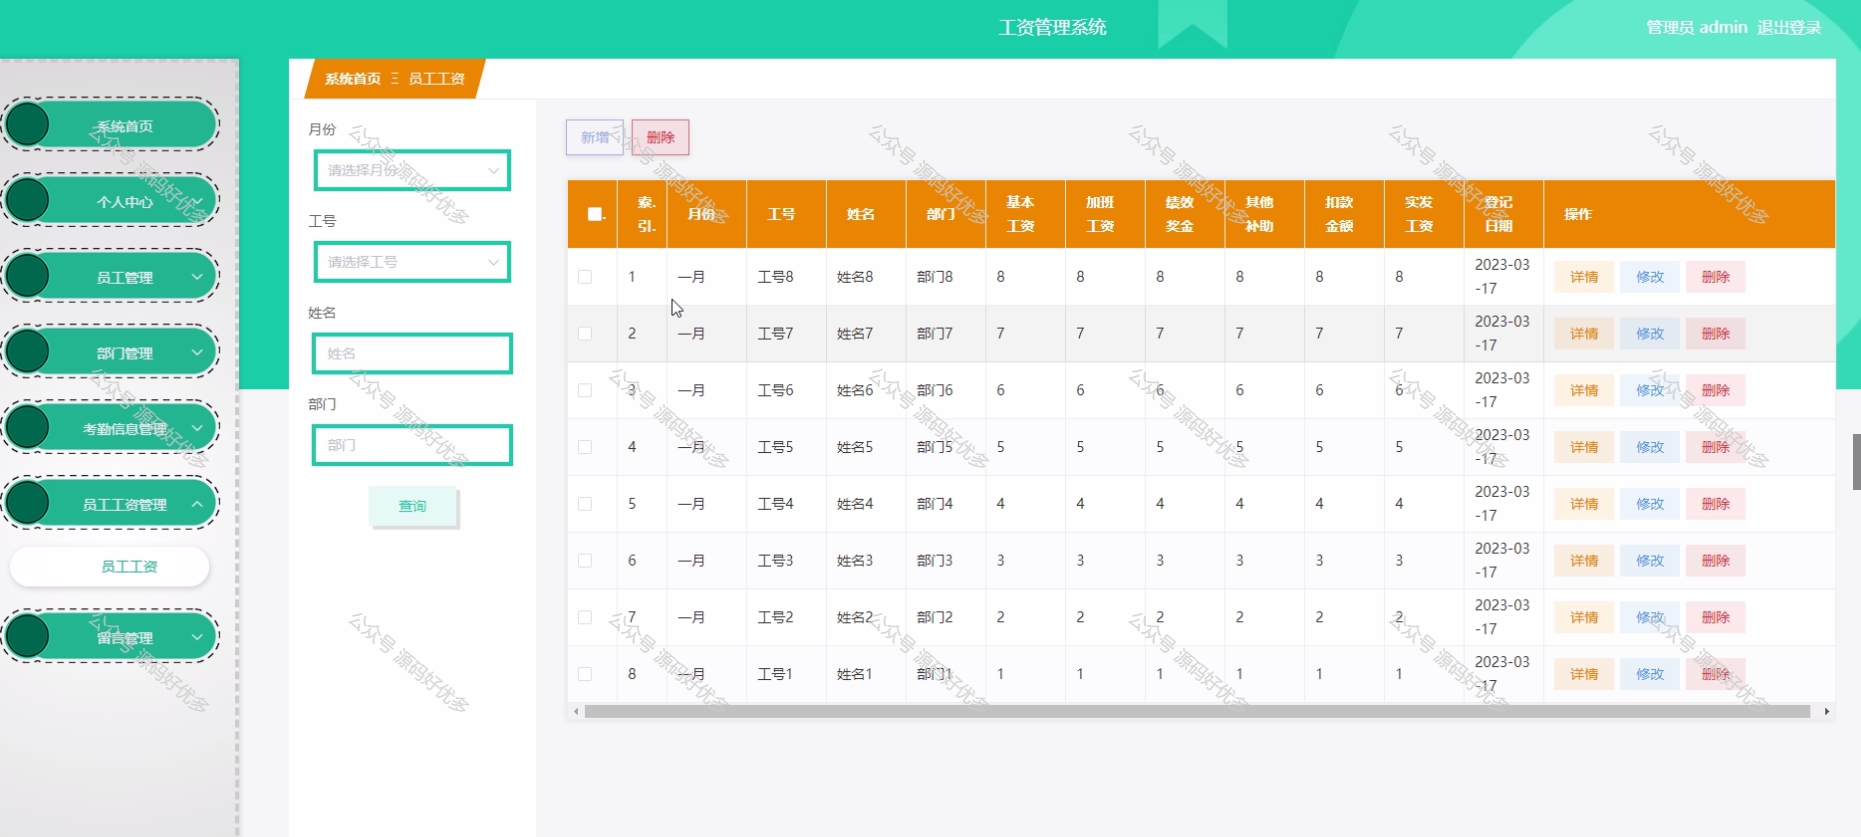 工资管理系统
管理员 admin 退出登录
系统首页 三 员工工资
系统首页
个人中心
员工管理
部门管理
考勤信息管理
员工工资管理
员工工资
留言管理
月份
请选择月份
工号
请选择工号
姓名
姓名
部门
部门
查询
新增 删除
索引. 月份 工号 姓名 部门 基本工资 加班工资 绩效奖金 其他补助 扣款金额 实发工资 登记日期 操作
1 一月 工号8 姓名8 部门8 8 8 8 8 8 8 2023-03-17 详情 修改 删除
2 一月 工号7 姓名7 部门7 7 7 7 7 7 7 2023-03-17 详情 修改 删除
3 一月 工号6 姓名6 部门6 6 6 6 6 6 6 2023-03-17 详情 修改 删除
4 一月 工号5 姓名5 部门5 5 5 5 5 5 5 2023-03-17 详情 修改 删除
5 一月 工号4 姓名4 部门4 4 4 4 4 4 4 2023-03-17 详情 修改 删除
6 一月 工号3 姓名3 部门3 3 3 3 3 3 3 2023-03-17 详情 修改 删除
7 一月 工号2 姓名2 部门2 2 2 2 2 2 2 2023-03-17 详情 修改 删除
8 一月 工号1 姓名1 部门1 1 1 1 1 1 1 2023-03-17 详情 修改 删除
公众号 源码好优多